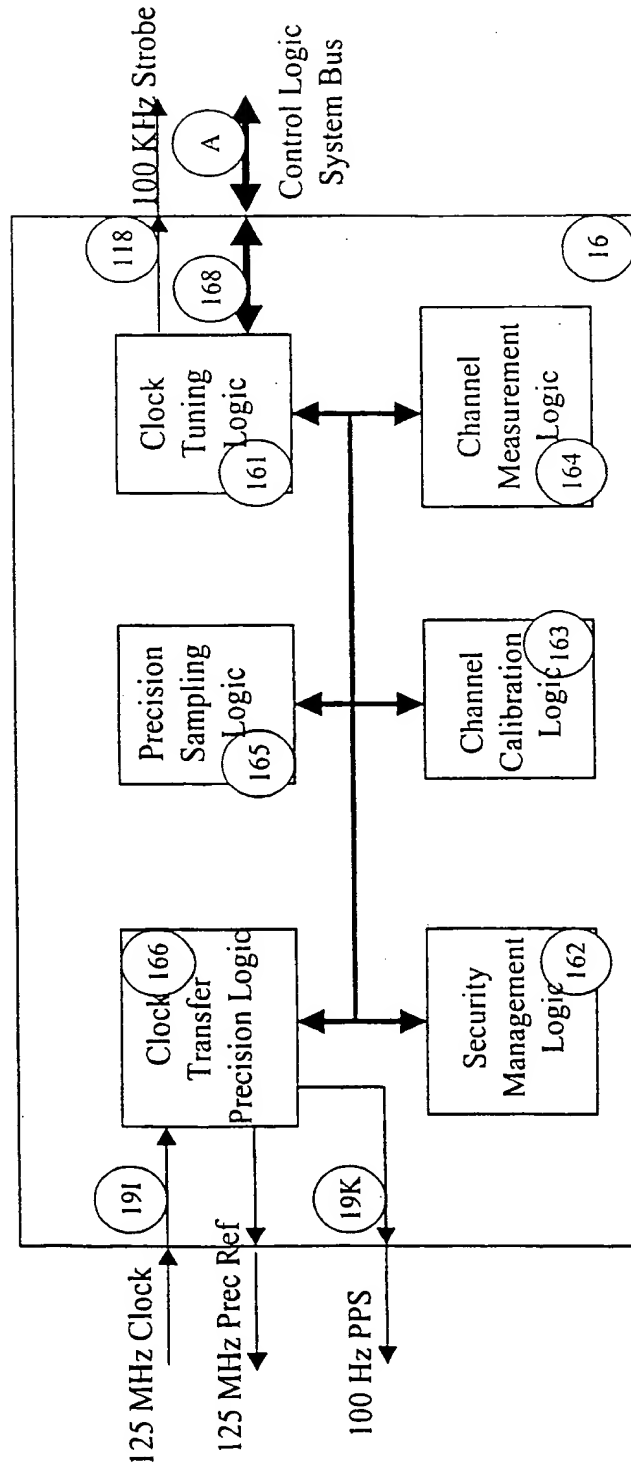 125 MHz Clock
125 MHz Prec Ref
100 Hz PPS
19I
19K
Clock
Transfer
Precision Logic
166
Security
Management
Logic
162
Precision
Sampling
Logic
165
Channel
Calibration
Logic
163
Clock
Tuning
Logic
161
Channel
Measurement
Logic
164
118
168
16
100 KHz Strobe
A
Control Logic
System Bus